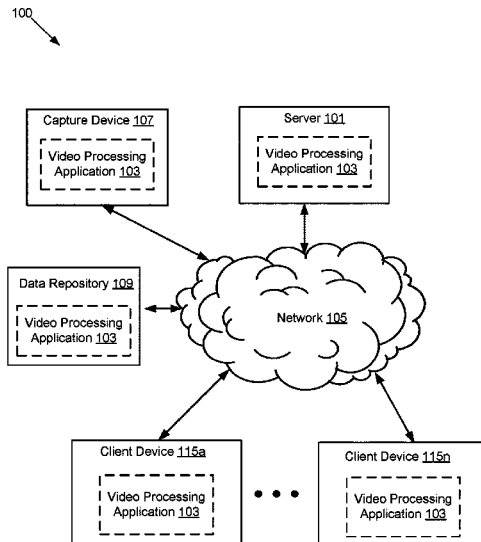 100
Capture Device 107
Video Processing
Application 103
Server 101
Video Processing
Application 103
Data Repository 109
Video Processing
Application 103
Network 105
Client Device 115a
Video Processing
Application 103
Client Device 115n
Video Processing
Application 103